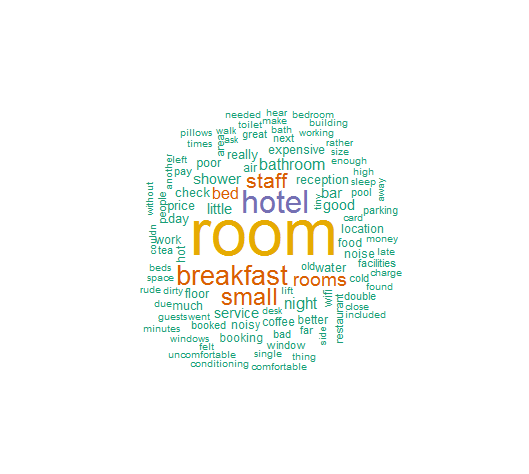 needed hear bedroom
toilet make building
pillows walk great bath working
times ask next rather
area really expensive size
left poor air bathroom enough
another pay shower staff reception high
sleep
check bed hotel tiny bar pool away
without people price little good card parking
day room location
couldn work food money
tea hot noise late
beds breakfast old water facilities
space rooms cold charge
rude dirty floor small lift wifi found
due much night double
guests went service desk restaurant close
minutes booked noisy coffee better included
windows booking bad far side
felt window
uncomfortable single thing
conditioning comfortable